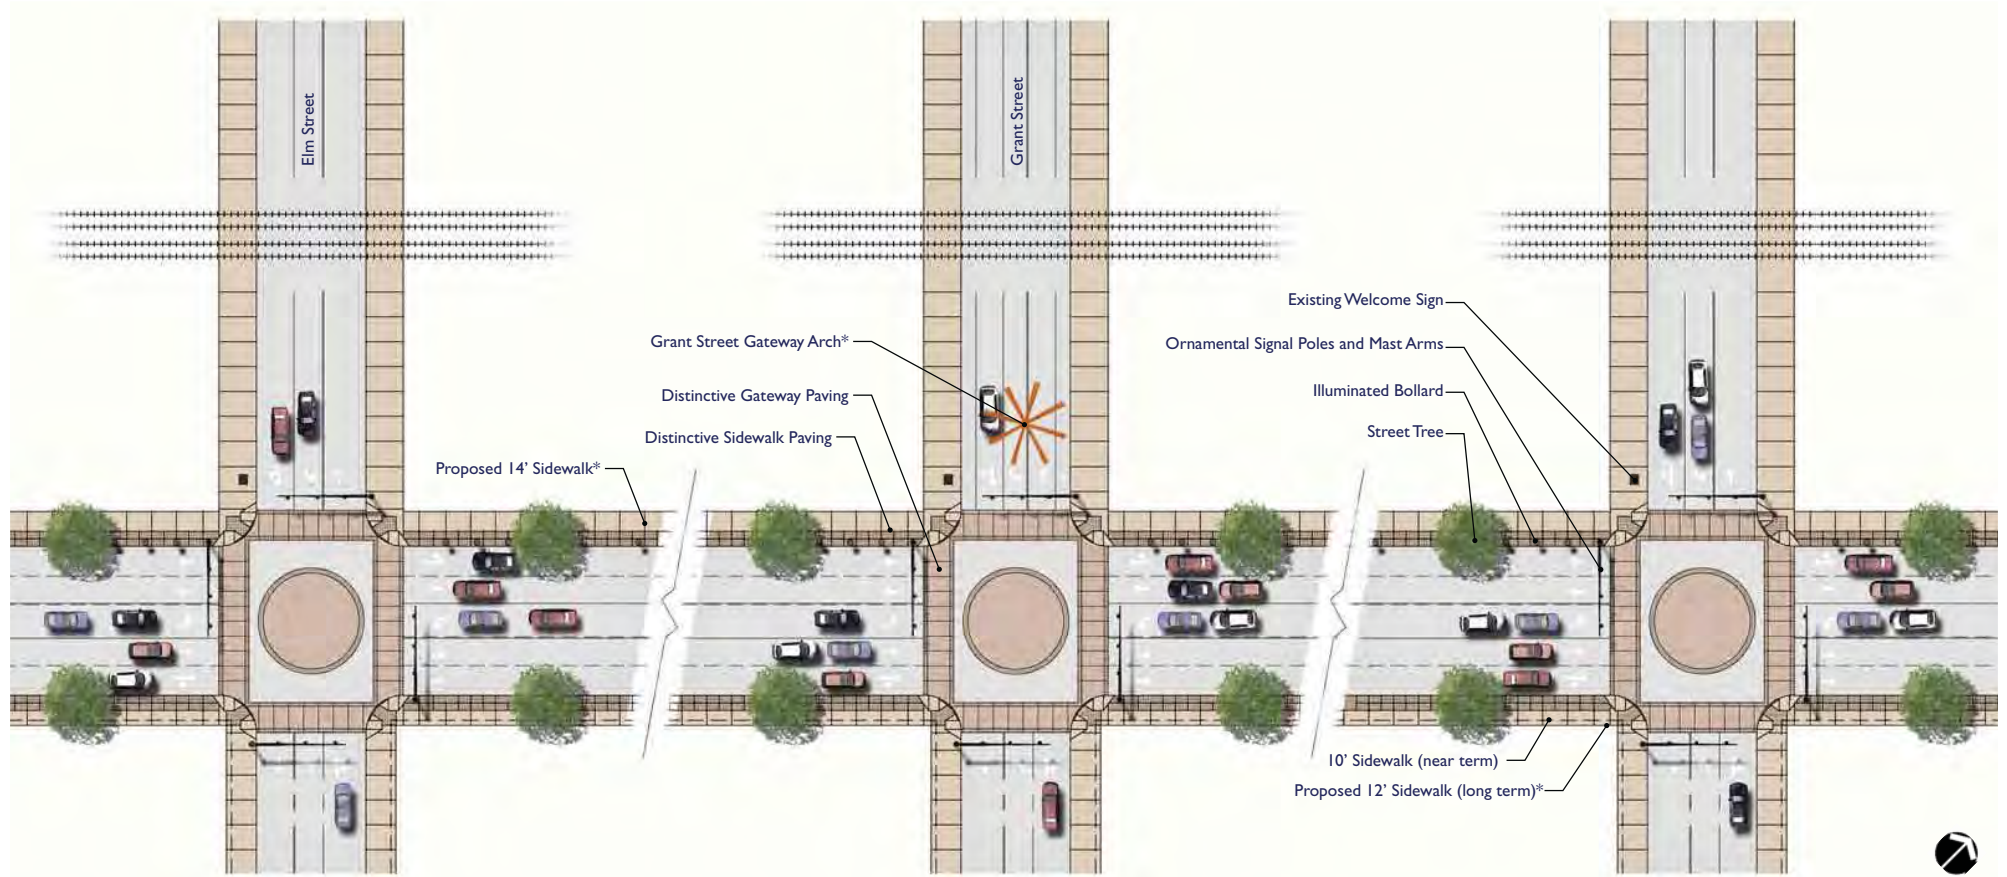 Elm Street
Grant Street
Existing Welcome Sign
Grant Street Gateway Arch*
Ornamental Signal Poles and Mast Arms
Distinctive Gateway Paving
Illuminated Bollard
Distinctive Sidewalk Paving
Street Tree
Proposed 14’ Sidewalk*
10’ Sidewalk (near term)
Proposed 12’ Sidewalk (long term)*